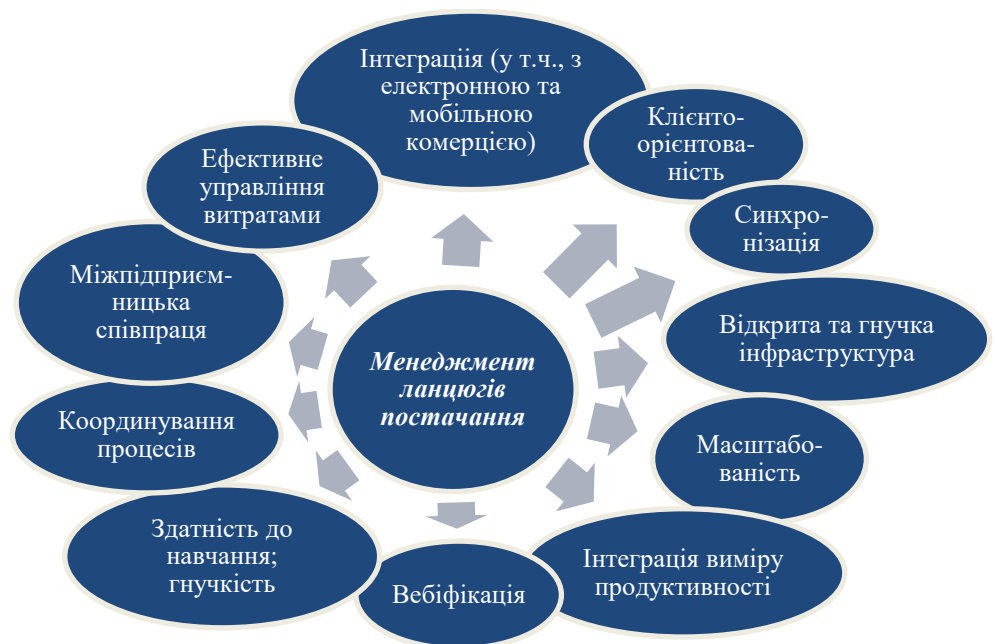 Інтеграціія (у т.ч., з
електронною та
мобільною
комерцією)
Клієнто-
орієнтова-
ність
Синхро-
нізація
Відкрита та гнучка
інфраструктура
Масштабо-
ваність
Інтеграція виміру
продуктивності
Вебіфікація
Здатність до
навчання;
гнучкість
Координування
процесів
Міжпідприєм-
ницька
співпраця
Ефективне
управління
витратами
Менеджмент
ланцюгів
постачання